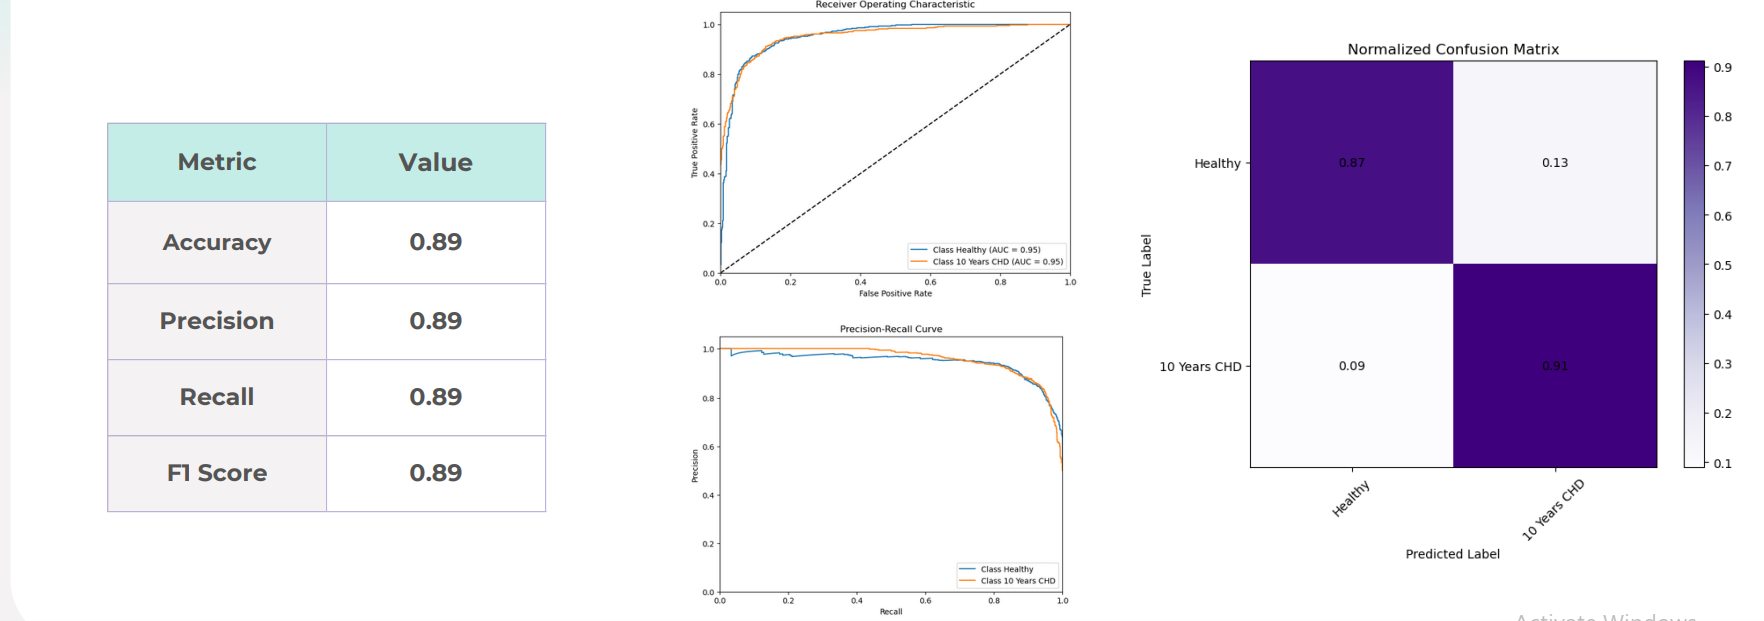 Metric Value
Accuracy 0.89
Precision 0.89
Recall 0.89
F1 Score 0.89
Receiver Operating Characteristic
True Positive Rate
1.0
0.8
0.6
0.4
0.2
0.0
0.0 0.2 0.4 0.6 0.8 1.0
False Positive Rate
Class Healthy (AUC = 0.95)
Class 10 Years CHD (AUC = 0.95)
Precision-Recall Curve
Precision
1.0
0.8
0.6
0.4
0.2
0.0
0.0 0.2 0.4 0.6 0.8 1.0
Recall
Class Healthy
Class 10 Years CHD
Normalized Confusion Matrix
True Label
Healthy 0.87 0.13
10 Years CHD 0.09 0.91
Healthy 10 Years CHD
Predicted Label
0.9
0.8
0.7
0.6
0.5
0.4
0.3
0.2
0.1
Activate Windows